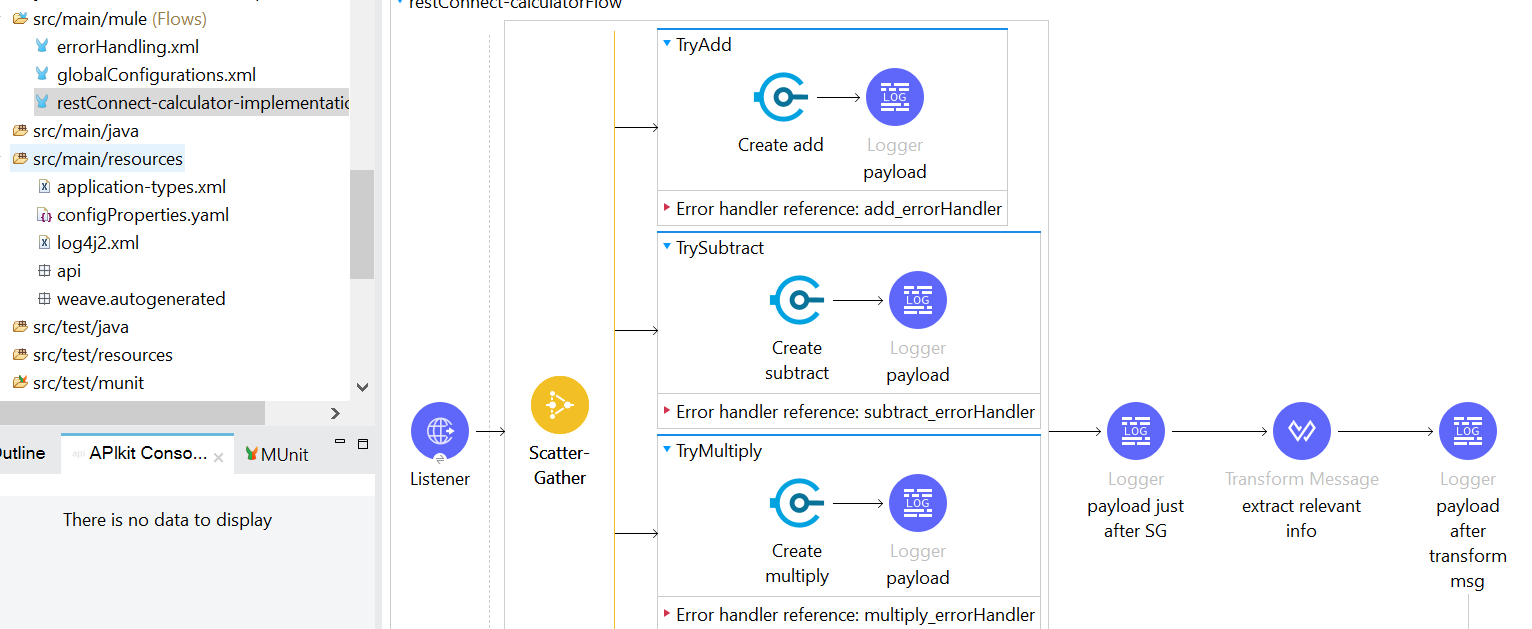 src/main/mule (Flows)
errorHandling.xml
globalConfigurations.xml
restConnect-calculator-implementatic
src/main/java
src/main/resources
application-types.xml
configProperties.yaml
log4j2.xml
api
weave.autogenerated
src/test/java
src/test/resources
src/test/munit
utline
API APIkit Conso...
MUnit
There is no data to display
restConnect-calculatorFlow
Listener
Scatter-
Gather
TryAdd
LOG
Create add
Logger
payload
Error handler reference: add_errorHandler
TrySubtract
LOG
Create
subtract
Logger
payload
Error handler reference: subtract_errorHandler
TryMultiply
LOG
Create
multiply
Logger
payload
Error handler reference: multiply_errorHandler
LOG
Logger
payload just
after SG
Transform Message
extract relevant
info
LOG
Logger
payload
after
transform
msg